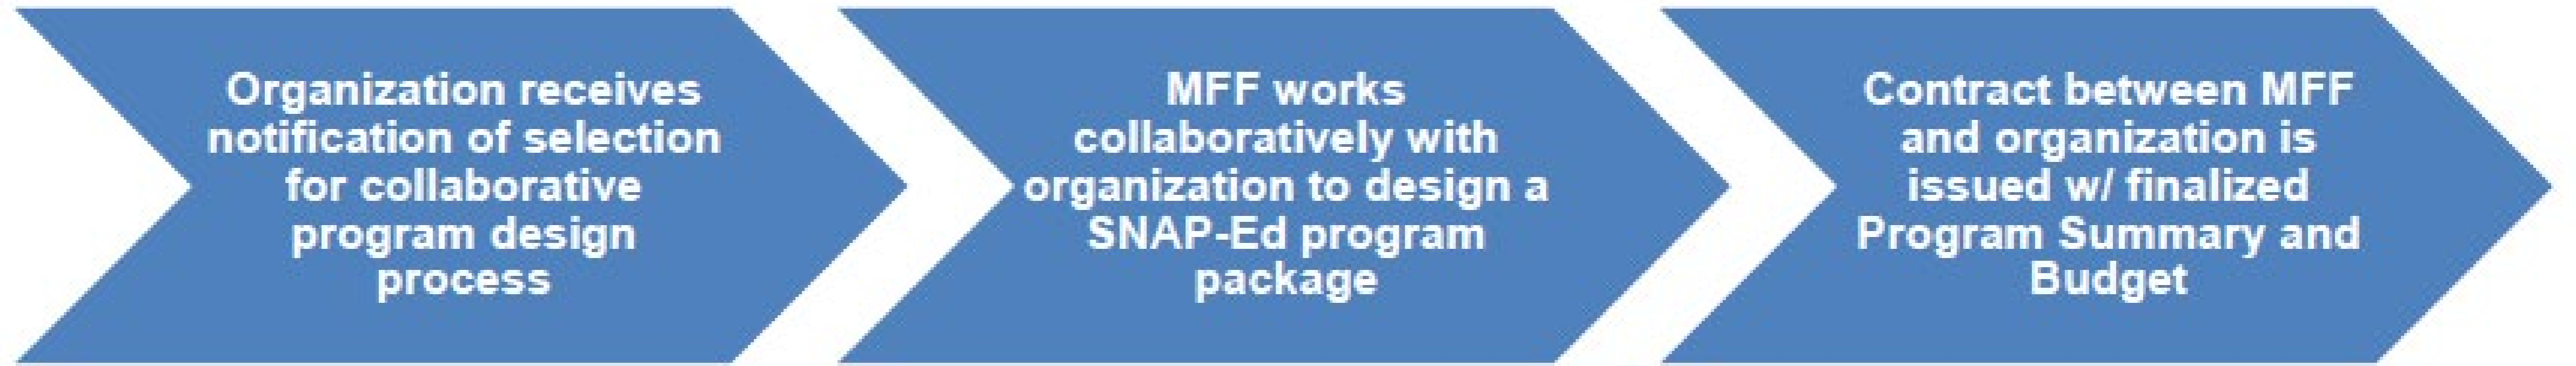 Organization receives
notification of selection
for collaborative
program design
process
MFF works
collaboratively with
organization to design a
SNAP-Ed program
package
Contract between MFF
and organization is
issued w/ finalized
Program Summary and
Budget